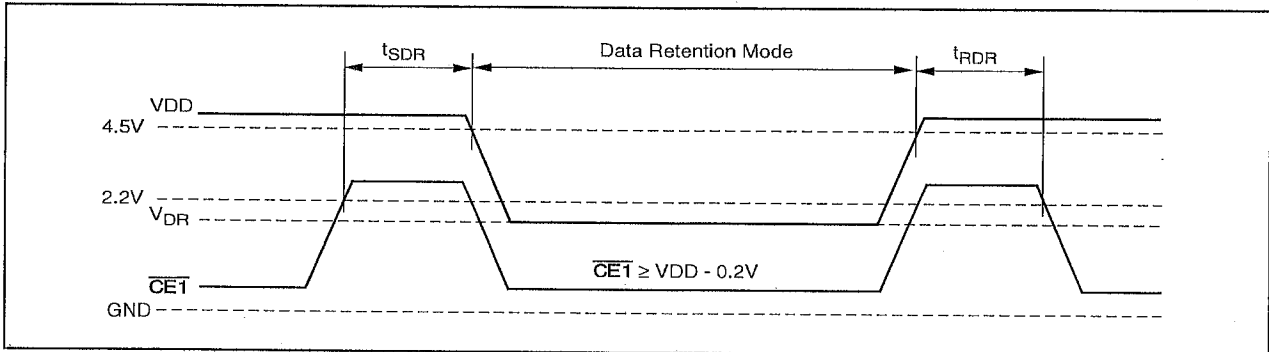 tSDR
Data Retention Mode
tRDR
VDD
4.5V
2.2V
VDR
CE1
CE1 ≥ VDD - 0.2V
GND